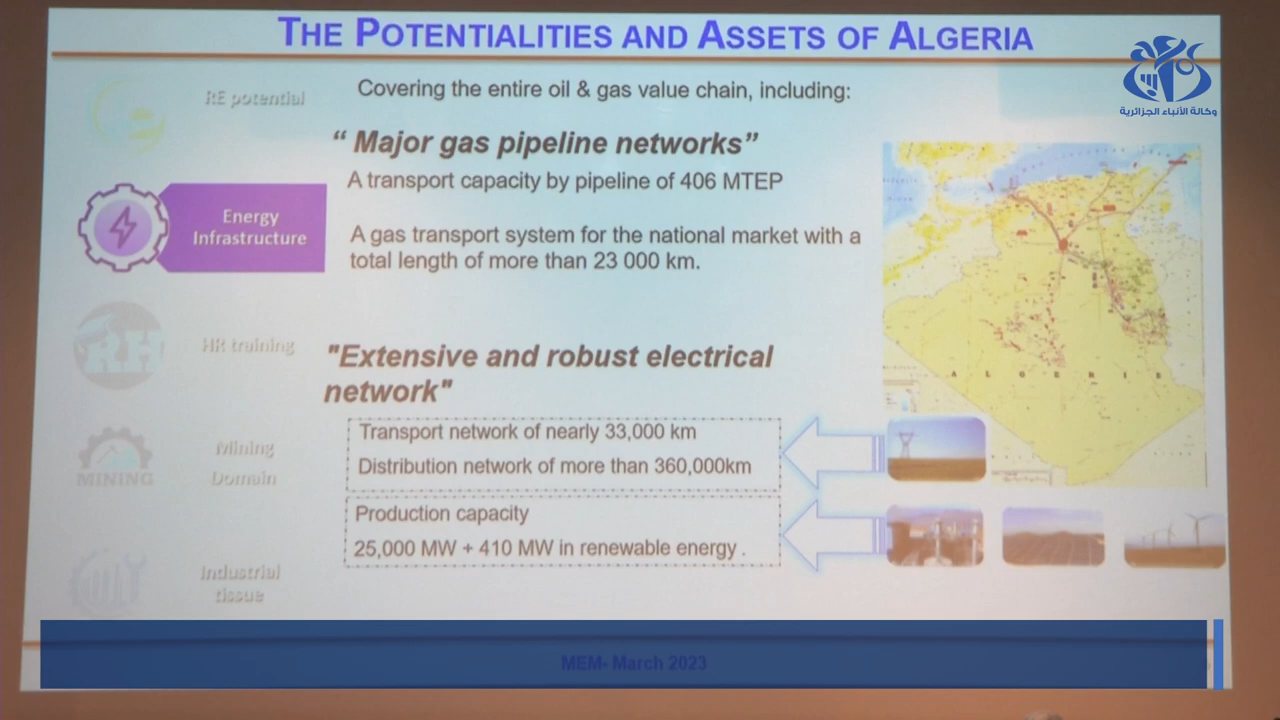 THE POTENTIALITIES AND ASSETS OF ALGERIA
وكالة الأنباء الجزائرية
RE potential
Energy
Infrastructure
HR training
RH
MINING
Mining
Domain
Industrial
tissue
Covering the entire oil & gas value chain, including:
“ Major gas pipeline networks”
A transport capacity by pipeline of 406 MTEP
A gas transport system for the national market with a
total length of more than 23 000 km.
"Extensive and robust electrical
network"
Transport network of nearly 33,000 km
Distribution network of more than 360,000km
Production capacity
25,000 MW + 410 MW in renewable energy .
A L G E R I E
MEM- March 2023